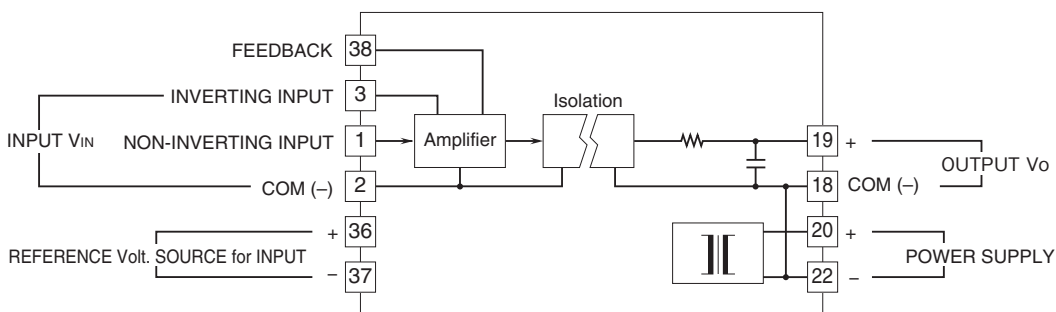 FEEDBACK 38
INVERTING INPUT 3
Isolation
INPUT VIN
NON-INVERTING INPUT 1
Amplifier
19 +
OUTPUT Vo
COM (–) 2
18 COM (–)
+ 36
20 +
REFERENCE Volt. SOURCE for INPUT
POWER SUPPLY
– 37
22 –